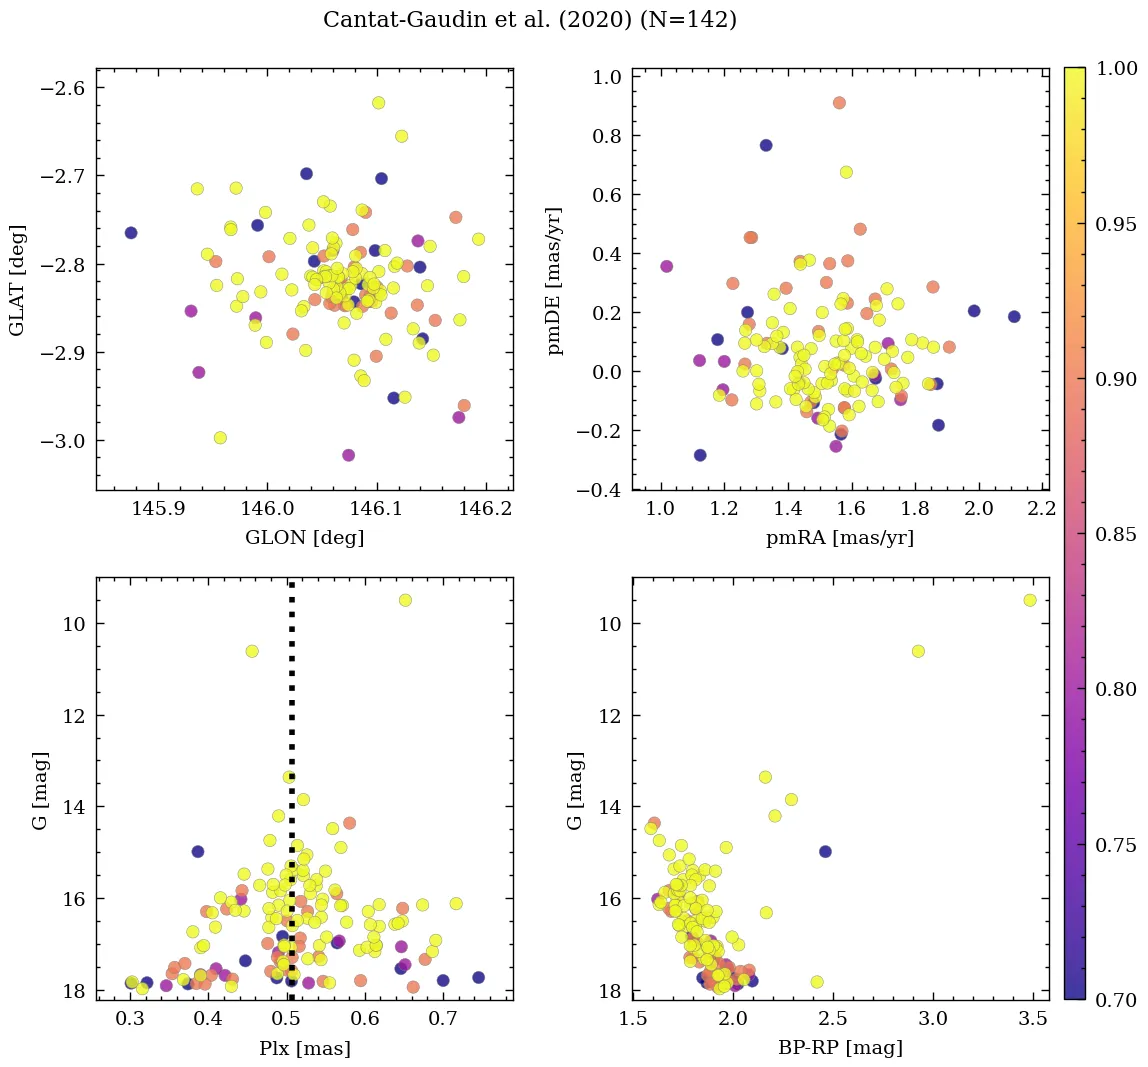 Cantat-Gaudin et al. (2020) (N=142)
−2.6
−2.7
−2.8
−2.9
−3.0
GLAT [deg]
145.9 146.0 146.1 146.2
GLON [deg]
1.0
0.8
0.6
0.4
0.2
0.0
−0.2
−0.4
pmDE [mas/yr]
1.0 1.2 1.4 1.6 1.8 2.0 2.2
pmRA [mas/yr]
10
12
14
16
18
G [mag]
0.3 0.4 0.5 0.6 0.7
Plx [mas]
10
12
14
16
18
G [mag]
1.5 2.0 2.5 3.0 3.5
BP-RP [mag]
1.00
0.95
0.90
0.85
0.80
0.75
0.70